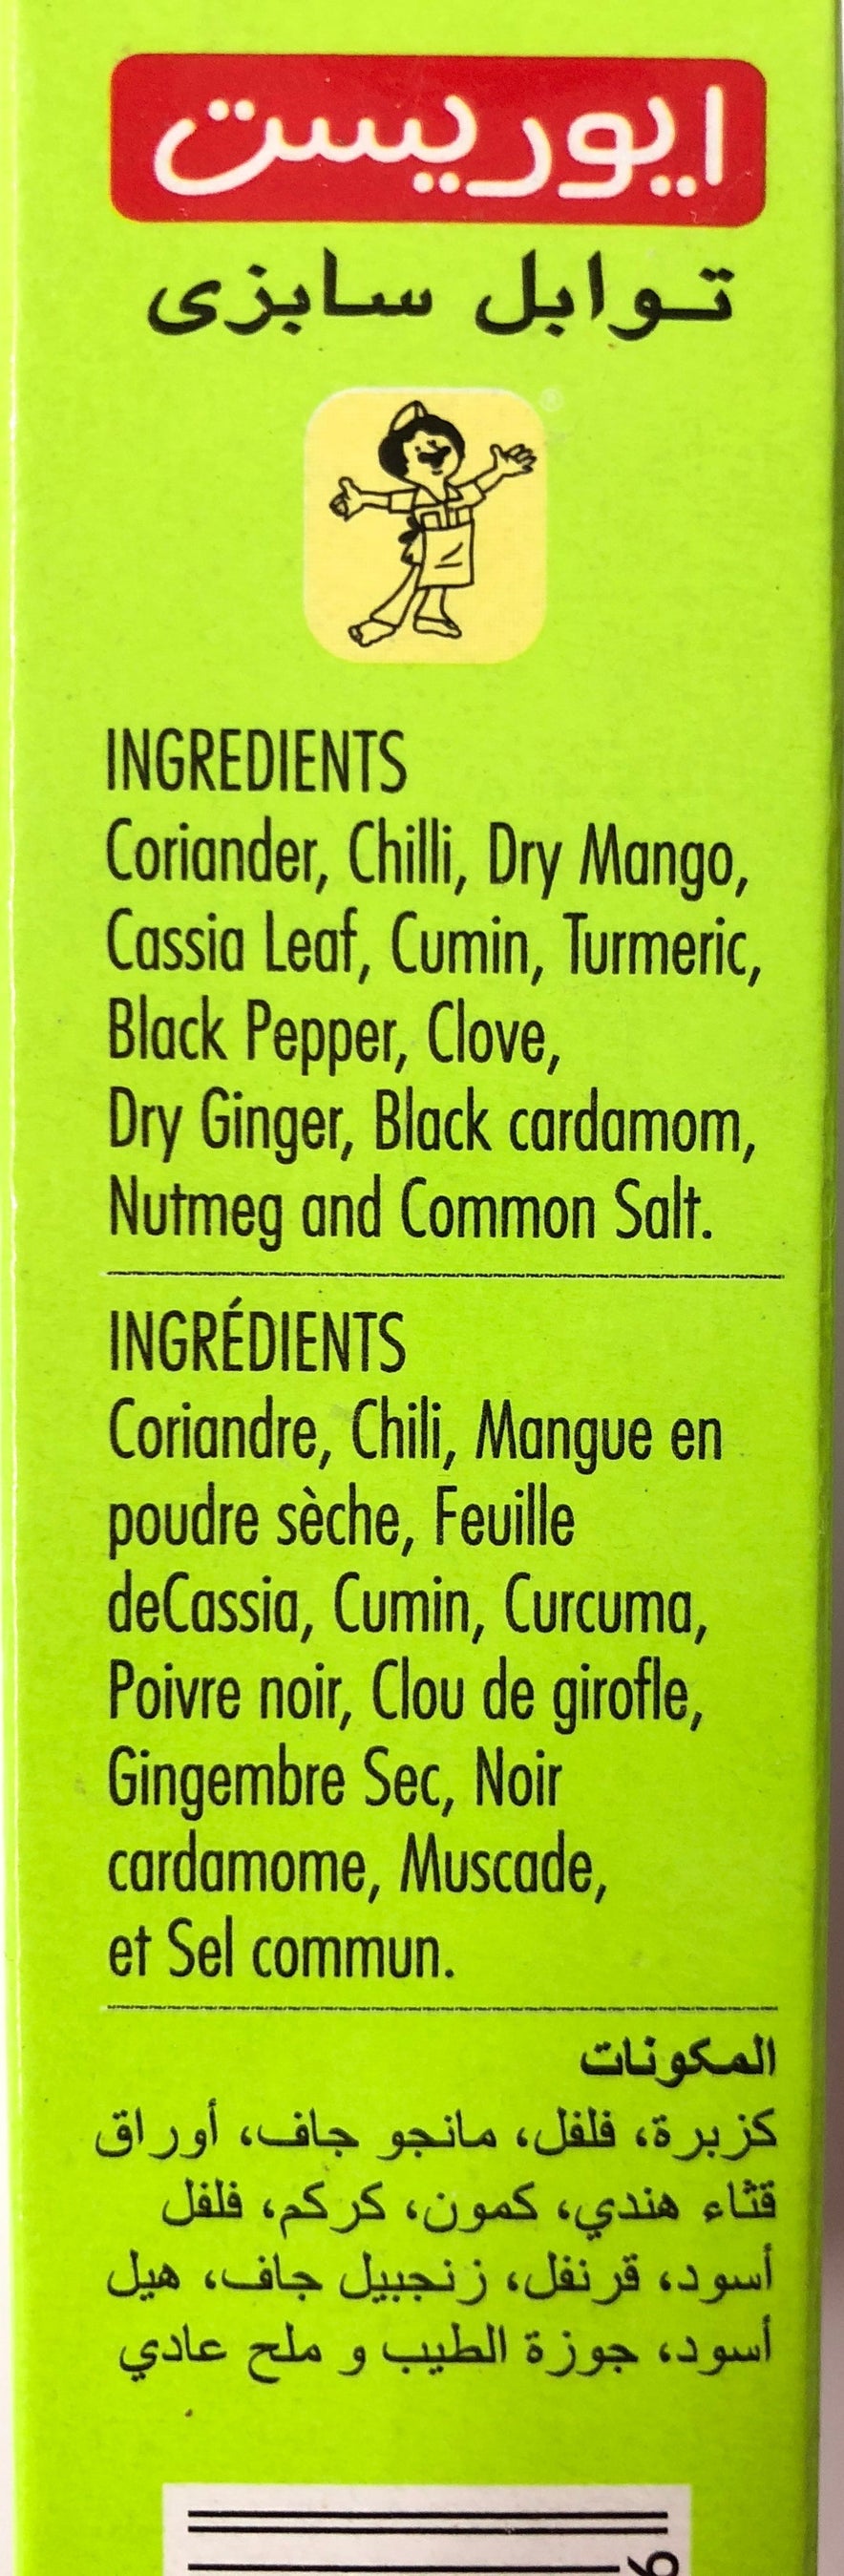 ايوريست
توابل سابزى
®
INGREDIENTS
Coriander, Chilli, Dry Mango,
Cassia Leaf, Cumin, Turmeric,
Black Pepper, Clove,
Dry Ginger, Black cardamom,
Nutmeg and Common Salt.
INGRÉDIENTS
Coriandre, Chili, Mangue en
poudre sèche, Feuille
deCassia, Cumin, Curcuma,
Poivre noir, Clou de girofle,
Gingembre Sec, Noir
cardamome, Muscade,
et Sel commun.
المكونات
كزبرة، فلفل، مانجو جاف، أوراق
قثاء هندي، كمون، كركم، فلفل
أسود، قرنفل، زنجبيل جاف، هيل
أسود، جوزة الطيب و ملح عادي